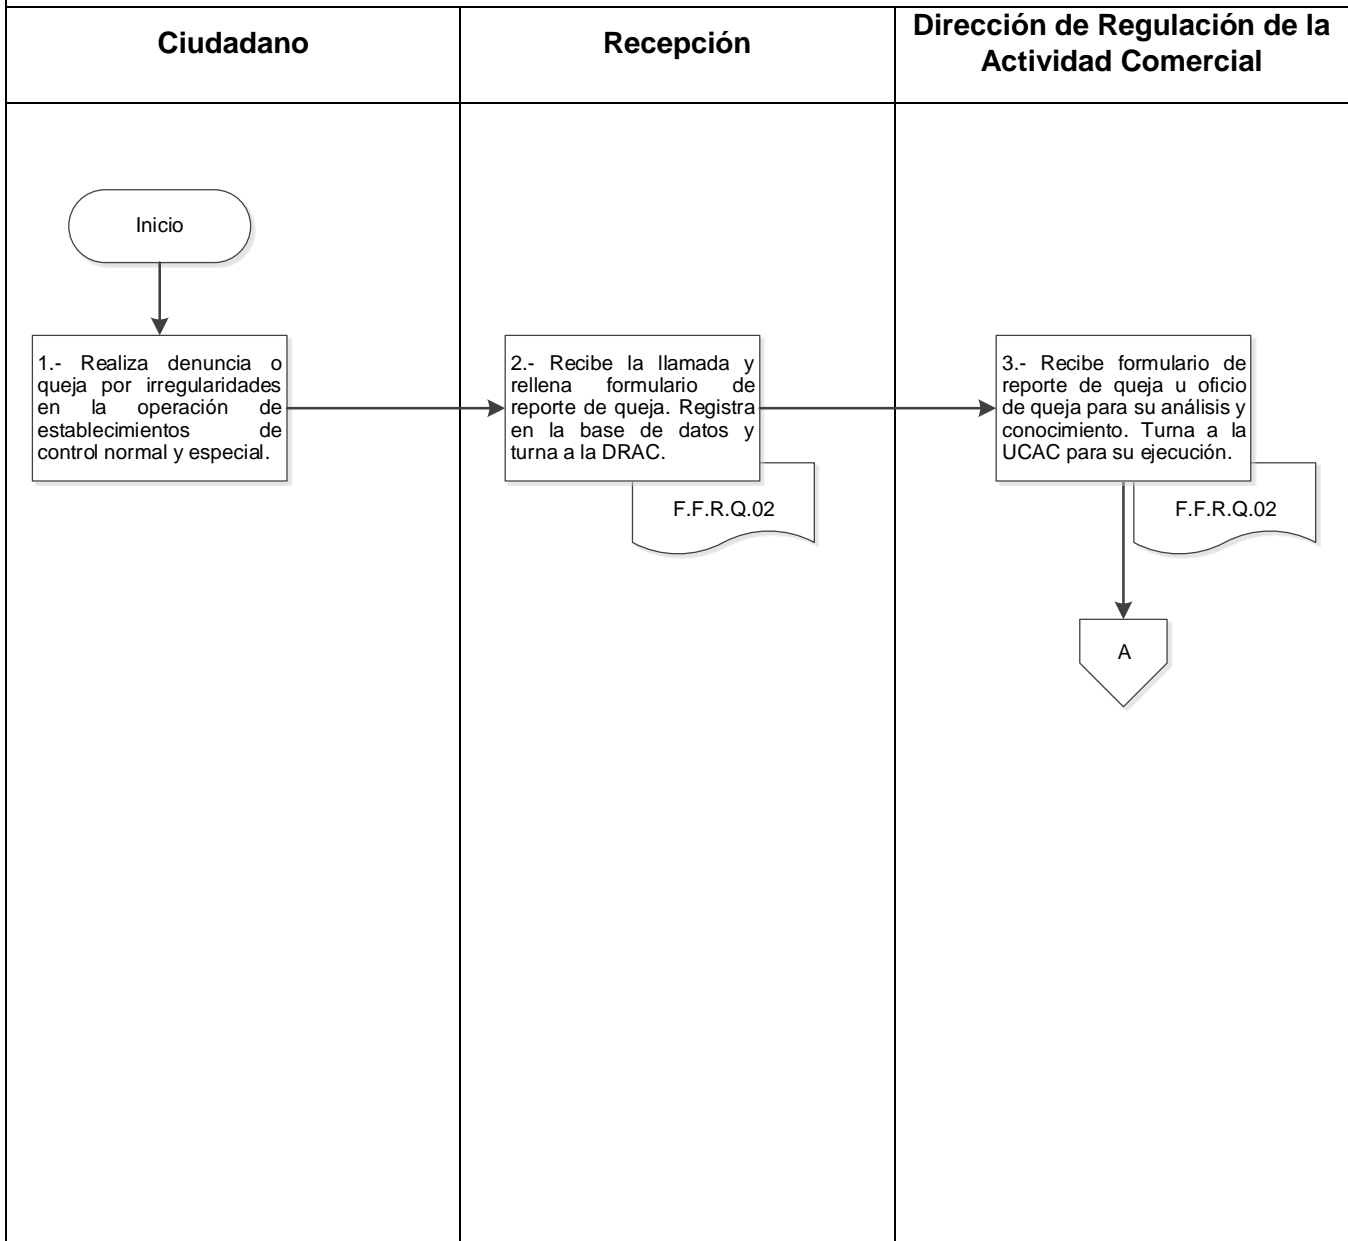 Ciudadano
Recepción
Dirección de Regulación de la
Actividad Comercial
Inicio
1.- Realiza denuncia o
queja por irregularidades
en la operación de
establecimientos de
control normal y especial.
2.- Recibe la llamada y
rellena formulario de
reporte de queja. Registra
en la base de datos y
turna a la DRAC.
F.F.R.Q.02
3.- Recibe formulario de
reporte de queja u oficio
de queja para su análisis y
conocimiento. Turna a la
UCAC para su ejecución.
F.F.R.Q.02
A